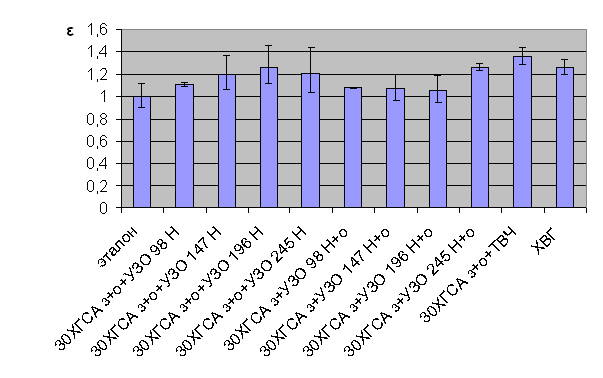 ε
1,6
1,4
1,2
1
0,8
0,6
0,4
0,2
0
эталон
30ХГСА з+о+УЗО 98 Н
30ХГСА з+о+УЗО 147 Н
30ХГСА з+о+УЗО 196 Н
30ХГСА з+о+УЗО 245 Н
30ХГСА з+УЗО 98 Н+о
30ХГСА з+УЗО 147 Н+о
30ХГСА з+УЗО 196 Н+о
30ХГСА з+УЗО 245 Н+о
30ХГСА з+о+ТВЧ
ХВГ